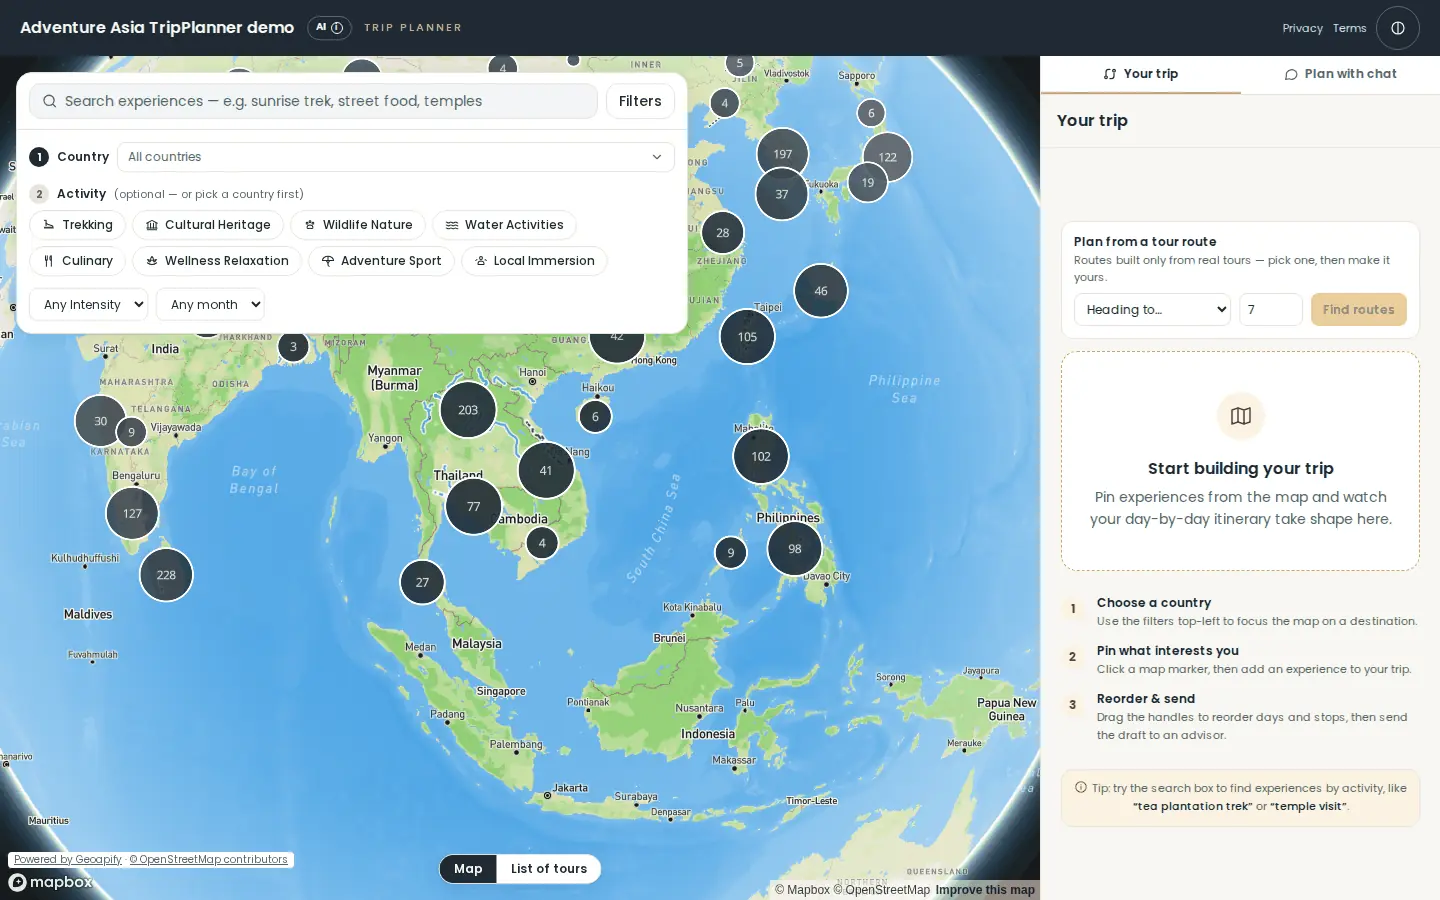 Adventure Asia TripPlanner demo
AI
TRIP PLANNER
Privacy
Terms
Search experiences — e.g. sunrise trek, street food, temples
Filters
1 Country
All countries
2 Activity (optional — or pick a country first)
Trekking
Cultural Heritage
Wildlife Nature
Water Activities
Culinary
Wellness Relaxation
Adventure Sport
Local Immersion
Any Intensity
Any month
Your trip
Plan with chat
Your trip
Plan from a tour route
Routes built only from real tours — pick one, then make it
yours.
Heading to...
7
Find routes
Start building your trip
Pin experiences from the map and watch
your day-by-day itinerary take shape here.
1 Choose a country
Use the filters top-left to focus the map on a destination.
2 Pin what interests you
Click a map marker, then add an experience to your trip.
3 Reorder & send
Drag the handles to reorder days and stops, then send
the draft to an advisor.
Tip: try the search box to find experiences by activity, like
“tea plantation trek” or “temple visit”.
INNER
4
5
JILIN
Vladivostok
Sapporo
4
6
197
122
37
19
28
ZHEJIANG
46
Taipei
105
42
Hong Kong
3
MIZORAM
Surat
India
JHARKHAND
MAHARASHTRA
ODISHA
TELANGANA
30
9
Vijayawada
KARNATAKA
Bengaluru
127
Kulhudhuffushi
228
Maldives
Fuvahmulah
Bay of
Bengal
Myanmar
(Burma)
Hanoi
Haikou
203
6
Yangon
Thailand
41
77
4
27
Philippine
Sea
102
South China Sea
Philippines
9
98
Davao City
Kota Kinabalu
Brunei
Medan
Malaysia
Singapore
Padang
Pontianak
Nusantara
Palu
Sorong
Jayapura
Papua New
Guinea
Indonesia
Merauke
Palembang
Makassar
Jakarta
Surabaya
Denpasar
Timor-Leste
Mauritius
QUEENSLAND
NORTHERN
Powered by Geoapify · © OpenStreetMap contributors
mapbox
Map
List of tours
© Mapbox © OpenStreetMap Improve this map